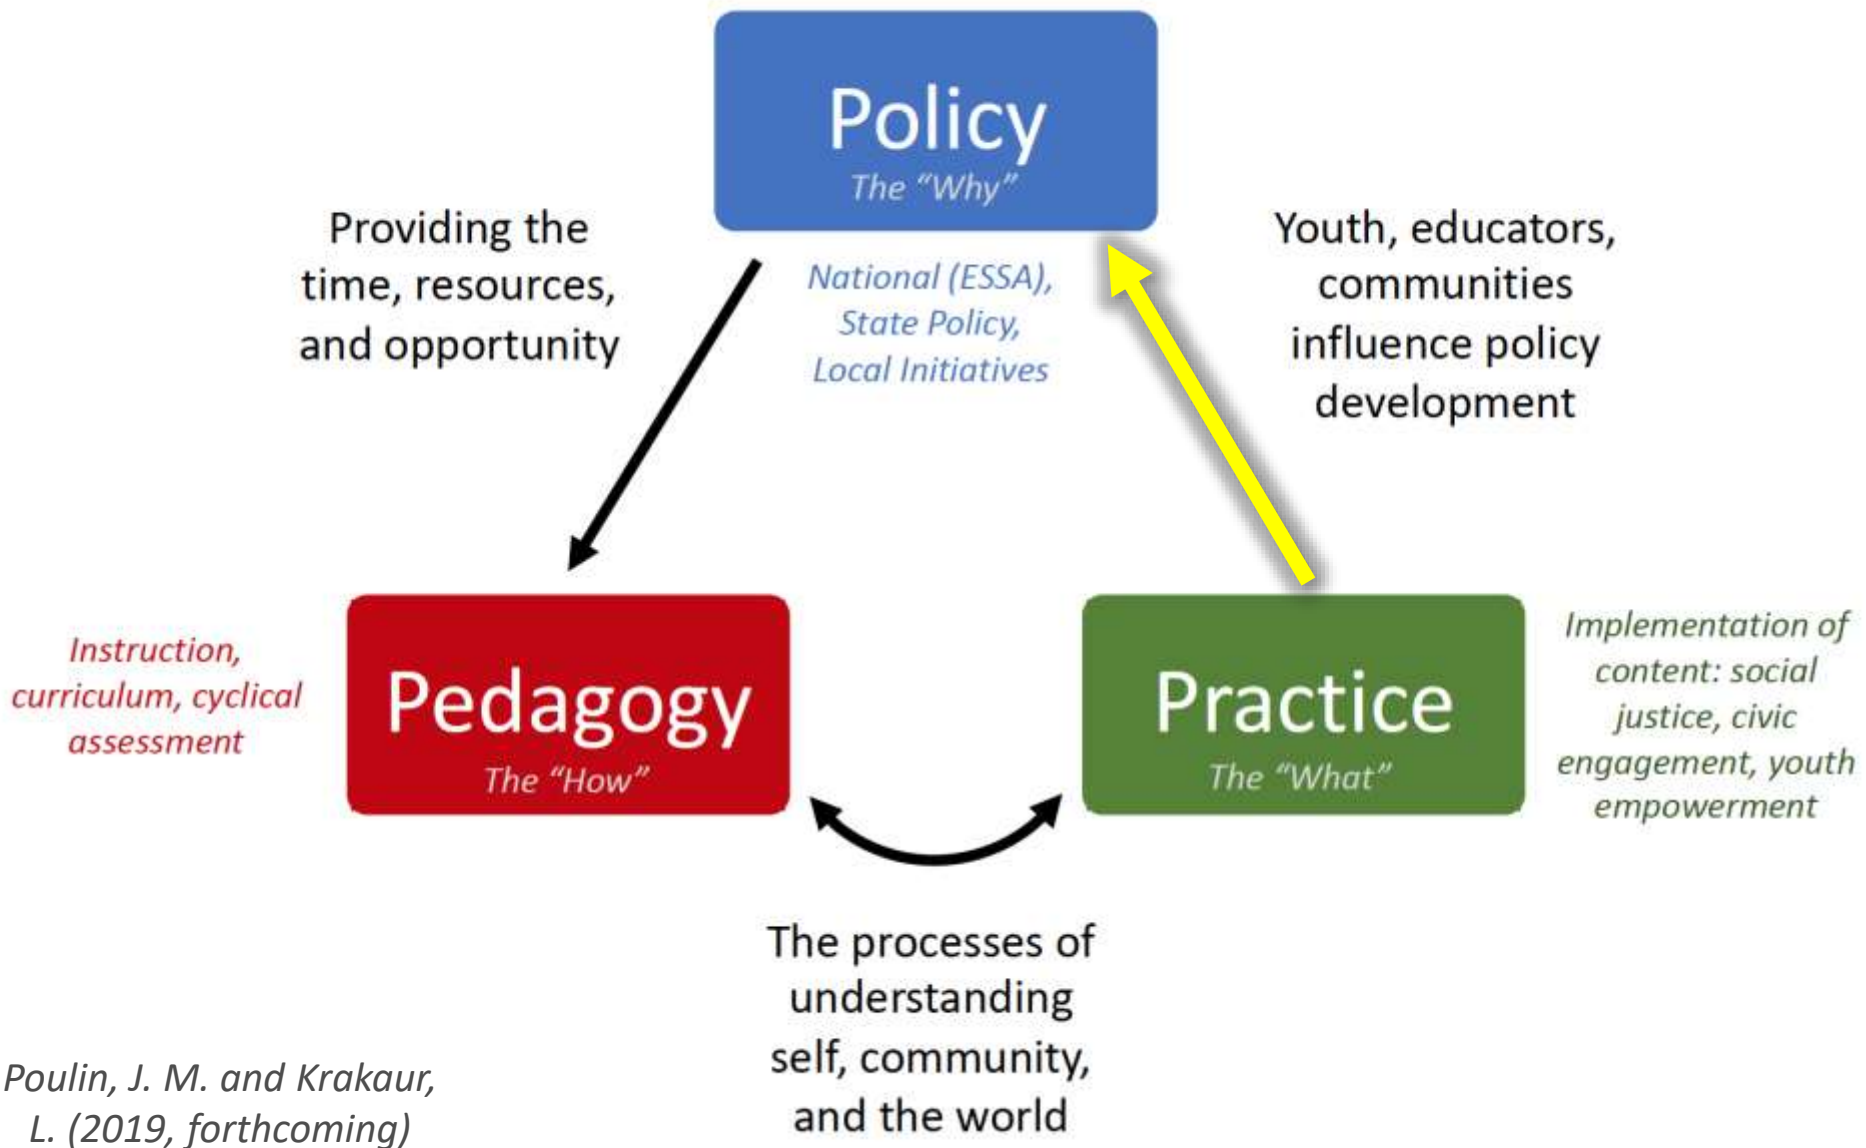 Policy
The “Why”
National (ESSA),
State Policy,
Local Initiatives
Providing the
time, resources,
and opportunity
Youth, educators,
communities
influence policy
development
Instruction,
curriculum, cyclical
assessment
Pedagogy
The “How”
Practice
The “What”
Implementation of
content: social
justice, civic
engagement, youth
empowerment
The processes of
understanding
self, community,
and the world
Poulin, J. M. and Krakaur,
L. (2019, forthcoming)